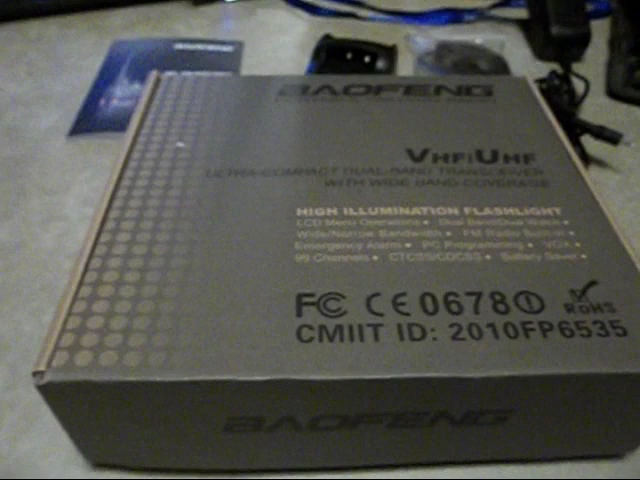 BAOFENG
VHF/UHF
ULTRA-COMPACT DUAL-BAND TRANSCEIVER
WITH WIDE BAND COVERAGE
HIGH ILLUMINATION FLASHLIGHT
LCD Menu Operations • Dual Band/Dual Watch •
Wide/Narrow Bandwidth • FM Radio •
Emergency Alarm • PC Programming • VOX •
99 Channels • CTCSS/CDCSS • Battery Saver •
FC CE0678 RoHS
CMIIT ID: 2010FP6535
BAOFENG